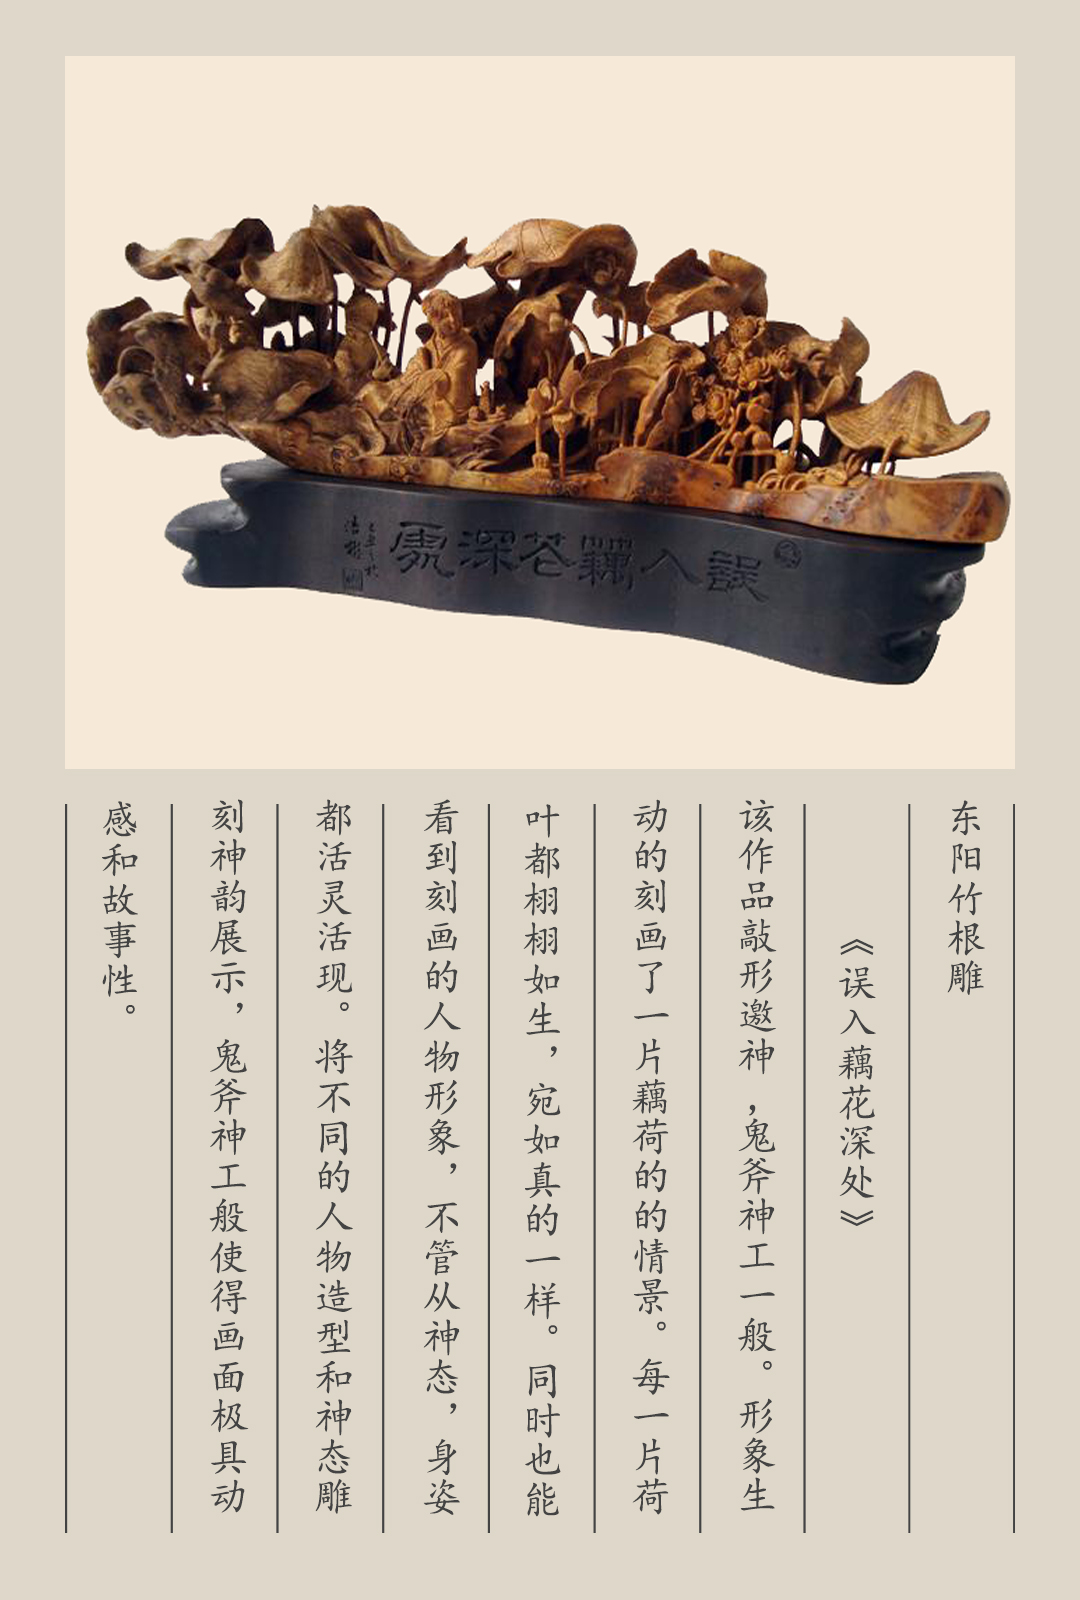 誤入藕花深處
东阳竹根雕
《误入藕花深处》
该作品敲形邀神,鬼斧神工一般。形象生
动的刻画了一片藕荷的的情景。每一片荷
叶都栩栩如生，宛如真的一样。同时也能
看到刻画的人物形象，不管从神态，身姿
都活灵活现。将不同的人物造型和神态雕
刻神韵展示，鬼斧神工般使得画面极具动
感和故事性。